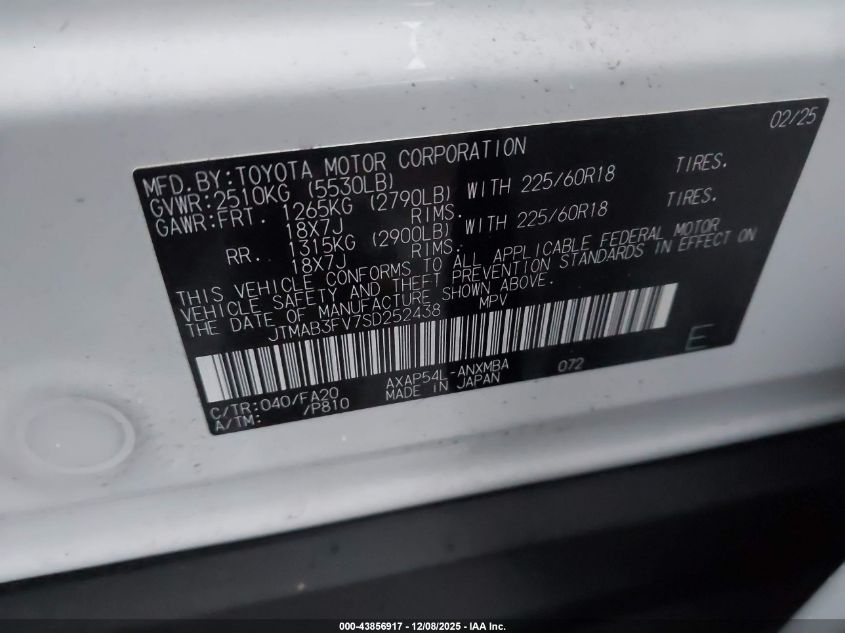 02/25
MFD.BY:TOYOTA MOTOR CORPORATION
GVWR:2510KG (5530LB)
GAWR:FRT. 1265KG (2790LB) WITH 225/60R18 TIRES.
18X7J RIMS.
RR. 1315KG (2900LB) WITH 225/60R18 TIRES.
18X7J RIMS.
THIS VEHICLE CONFORMS TO ALL APPLICABLE FEDERAL MOTOR
VEHICLE SAFETY AND THEFT PREVENTION STANDARDS IN EFFECT ON
THE DATE OF MANUFACTURE SHOWN ABOVE.
JTMAB3FV7SD252438 MPV
E
C/TR:040/FA20 AXAP54L-ANXMBA 072
A/TM: /P810 MADE IN JAPAN
000-43856917 - 12/08/2025 - IAA Inc.